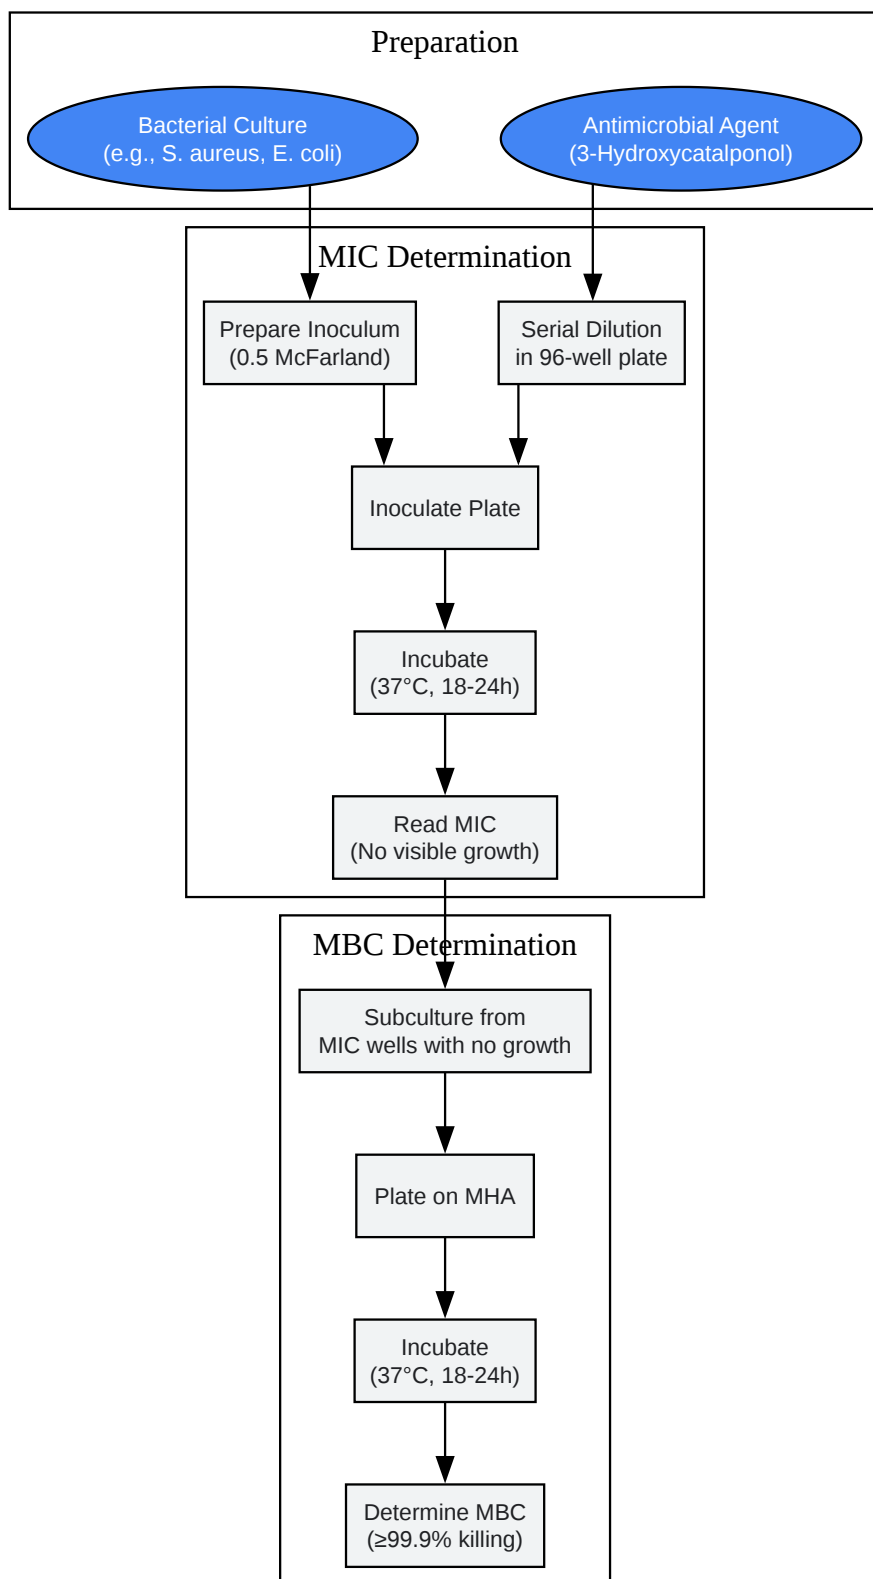 Preparation
Bacterial Culture
(e.g., S. aureus, E. coli)
Antimicrobial Agent
(3-Hydroxycatalponol)
MIC Determination
Prepare Inoculum
(0.5 McFarland)
Serial Dilution
in 96-well plate
Inoculate Plate
Incubate
(37°C, 18-24h)
Read MIC
(No visible growth)
MBC Determination
Subculture from
MIC wells with no growth
Plate on MHA
Incubate
(37°C, 18-24h)
Determine MBC
(≥99.9% killing)